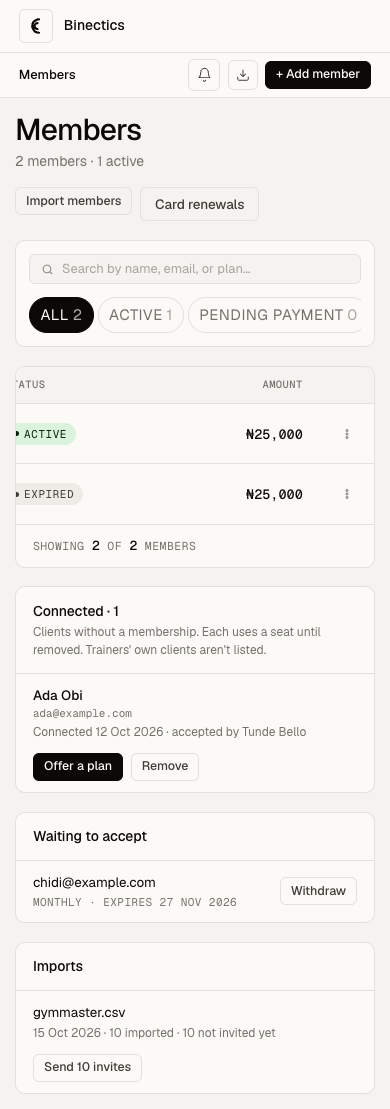 Binectics
Members
+ Add member
Members
2 members · 1 active
Import members
Card renewals
Search by name, email, or plan…
ALL 2
ACTIVE 1
PENDING PAYMENT 0
AMOUNT
ACTIVE
₦25,000
EXPIRED
₦25,000
SHOWING 2 OF 2 MEMBERS
Connected · 1
Clients without a membership. Each uses a seat until
removed. Trainers' own clients aren't listed.
Ada Obi
ada@example.com
Connected 12 Oct 2026 · accepted by Tunde Bello
Offer a plan
Remove
Waiting to accept
chidi@example.com
MONTHLY · EXPIRES 27 NOV 2026
Withdraw
Imports
gymmaster.csv
15 Oct 2026 · 10 imported · 10 not invited yet
Send 10 invites